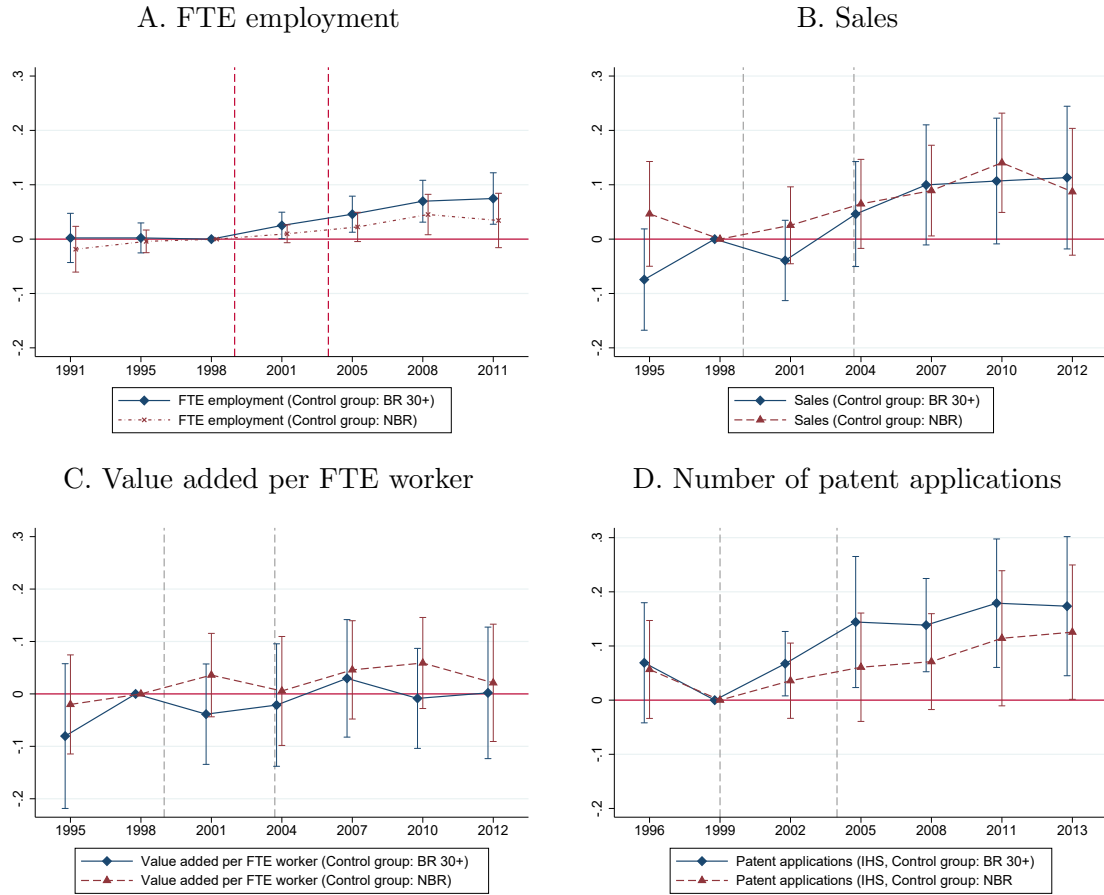 A. FTE employment
.3
.2
.1
0
-.1
-.2
1991 1995 1998 2001 2005 2008 2011
FTE employment (Control group: BR 30+)
FTE employment (Control group: NBR)
B. Sales
.3
.2
.1
0
-.1
-.2
1995 1998 2001 2004 2007 2010 2012
Sales (Control group: BR 30+)
Sales (Control group: NBR)
C. Value added per FTE worker
.3
.2
.1
0
-.1
-.2
1995 1998 2001 2004 2007 2010 2012
Value added per FTE worker (Control group: BR 30+)
Value added per FTE worker (Control group: NBR)
D. Number of patent applications
.3
.2
.1
0
-.1
-.2
1996 1999 2002 2005 2008 2011 2013
Patent applications (IHS, Control group: BR 30+)
Patent applications (IHS, Control group: NBR